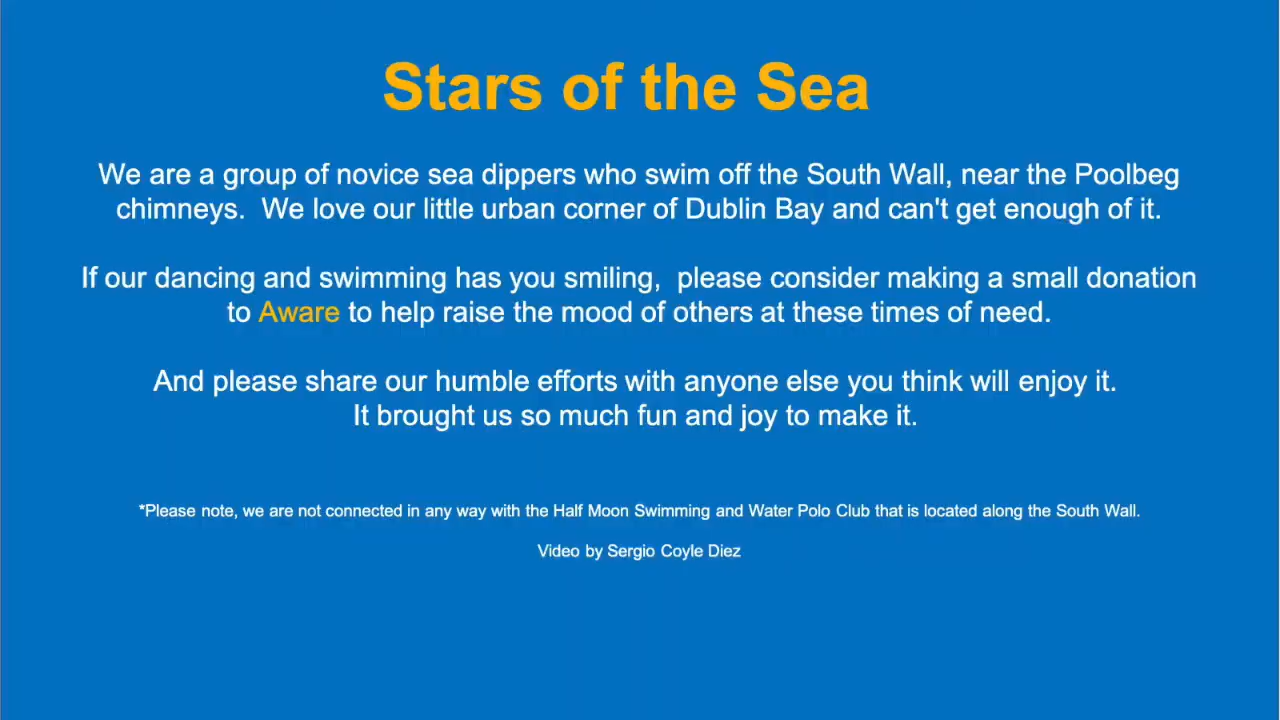 Stars of the Sea
We are a group of novice sea dippers who swim off the South Wall, near the Poolbeg
chimneys.  We love our little urban corner of Dublin Bay and can't get enough of it.
If our dancing and swimming has you smiling,  please consider making a small donation
to Aware to help raise the mood of others at these times of need.
And please share our humble efforts with anyone else you think will enjoy it.
It brought us so much fun and joy to make it.
*Please note, we are not connected in any way with the Half Moon Swimming and Water Polo Club that is located along the South Wall.
Video by Sergio Coyle Diez